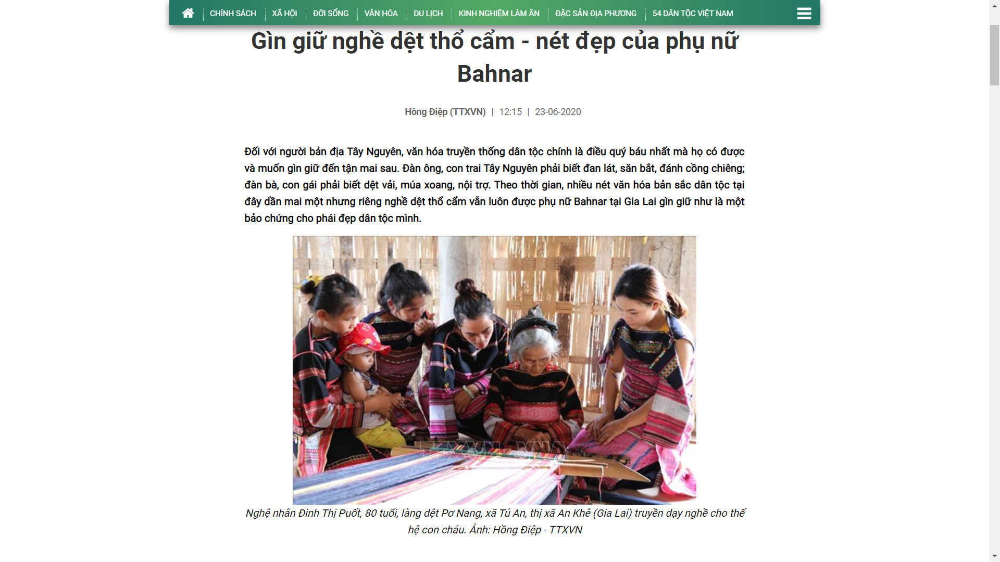 CHÍNH SÁCH XÃ HỘI ĐỜI SỐNG VĂN HÓA DU LỊCH KINH NGHIỆM LÀM ĂN ĐẶC SẢN ĐỊA PHƯƠNG 54 DÂN TỘC VIỆT NAM
Gìn giữ nghề dệt thổ cẩm - nét đẹp của phụ nữ
Bahnar
Hồng Điệp (TTXVN) | 12:15 | 23-06-2020
Đối với người bản địa Tây Nguyên, văn hóa truyền thống dân tộc chính là điều quý báu nhất mà họ có được
và muốn gìn giữ đến tận mai sau. Đàn ông, con trai Tây Nguyên phải biết đan lát, săn bắt, đánh cồng chiêng;
đàn bà, con gái phải biết dệt vải, múa xoang, nội trợ. Theo thời gian, nhiều nét văn hóa bản sắc dân tộc tại
đây dần mai một nhưng riêng nghề dệt thổ cẩm vẫn luôn được phụ nữ Bahnar tại Gia Lai gìn giữ như là một
bảo chứng cho phái đẹp dân tộc mình.
TTXVN - VNA
Nghệ nhân Đinh Thị Puốt, 80 tuổi, làng dệt Pơ Nang, xã Tú An, thị xã An Khê (Gia Lai) truyền dạy nghề cho thế
hệ con cháu. Ảnh: Hồng Điệp - TTXVN